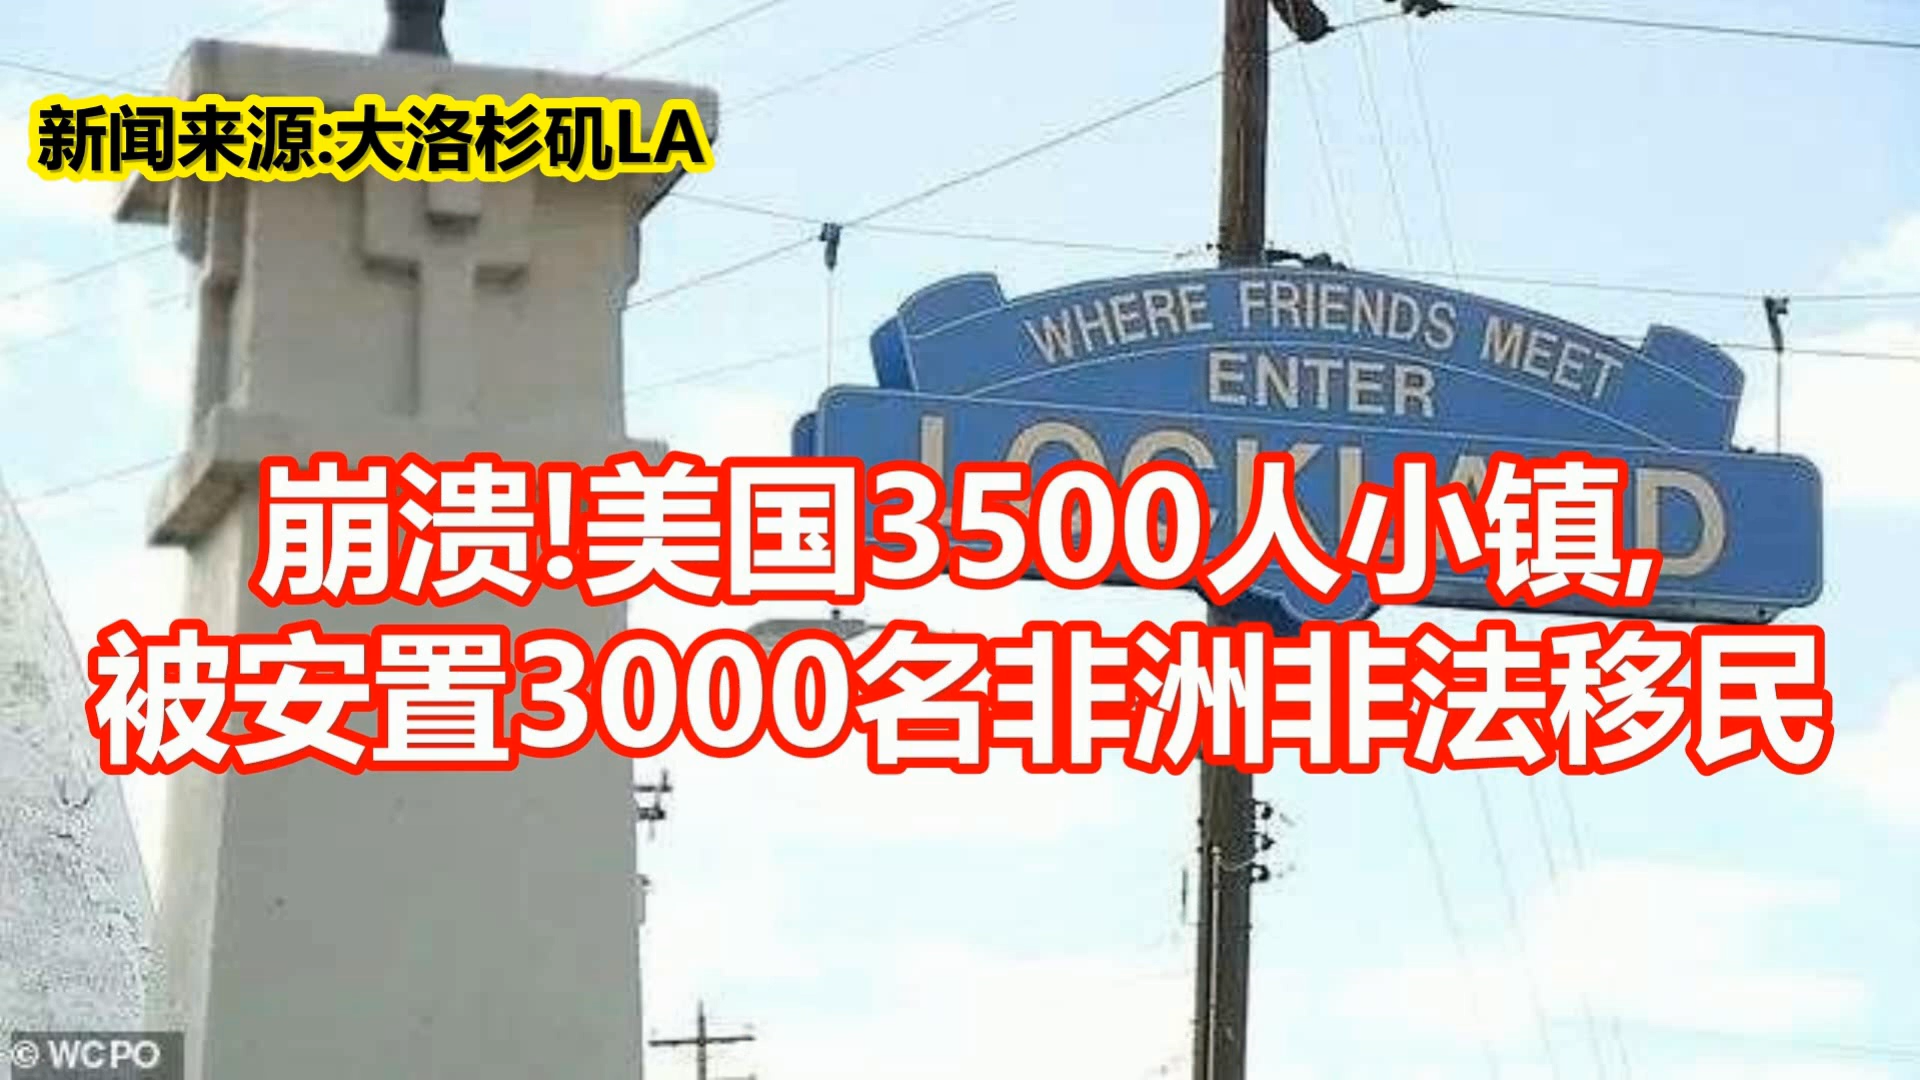 新闻来源:大洛杉矶LA
WHERE FRIENDS MEET
ENTER
LOCKLAND
崩溃!美国3500人小镇,
被安置3000名非洲非法移民
© WCPO